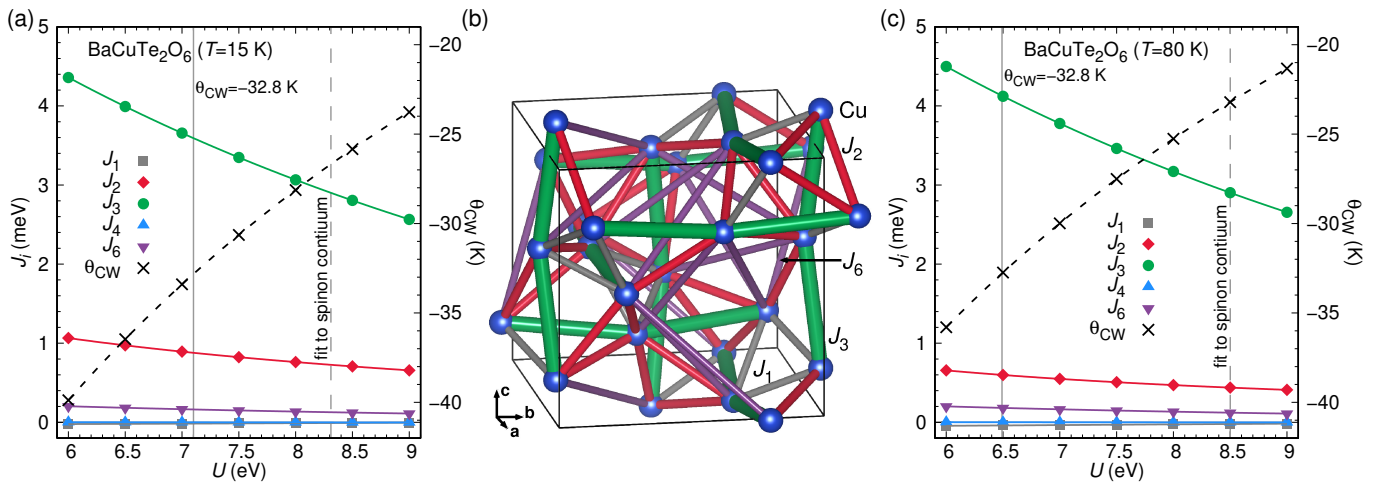 (a)
BaCuTe2O6 (T=15 K)
θCW=−32.8 K
J1
J2
J3
J4
J6
θCW
fit to spinon contium
Ji (meV)
5
4
3
2
1
0
6
6.5
7
7.5
8
8.5
9
U (eV)
−20
−25
−30
−35
−40
θCW (K)
(b)
Cu
J2
J6
J3
J1
c
b
a
(c)
BaCuTe2O6 (T=80 K)
θCW=−32.8 K
J1
J2
J3
J4
J6
θCW
fit to spinon contium
Ji (meV)
5
4
3
2
1
0
6
6.5
7
7.5
8
8.5
9
U (eV)
−20
−25
−30
−35
−40
θCW (K)